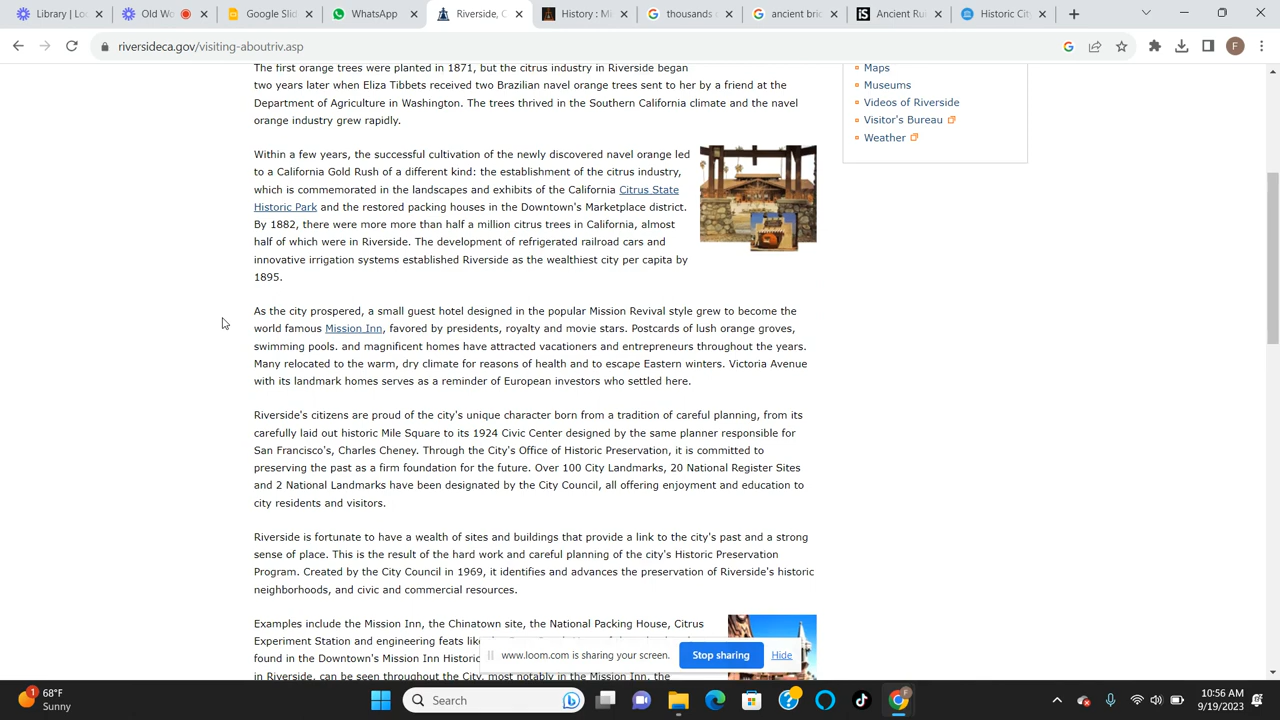 Library | Loo
Old Wo
Google Slid
WhatsApp
Riverside, C
History : Mi
thousands i
ancient bric
Ancient Rui
Historic City
riversideca.gov/visiting-aboutriv.asp
F
The first orange trees were planted in 1871, but the citrus industry in Riverside began
two years later when Eliza Tibbets received two Brazilian navel orange trees sent to her by a friend at the
Department of Agriculture in Washington. The trees thrived in the Southern California climate and the navel
orange industry grew rapidly.
Maps
Museums
Videos of Riverside
Visitor's Bureau
Weather
Within a few years, the successful cultivation of the newly discovered navel orange led
to a California Gold Rush of a different kind: the establishment of the citrus industry,
which is commemorated in the landscapes and exhibits of the California Citrus State
Historic Park and the restored packing houses in the Downtown's Marketplace district.
By 1882, there were more more than half a million citrus trees in California, almost
half of which were in Riverside. The development of refrigerated railroad cars and
innovative irrigation systems established Riverside as the wealthiest city per capita by
1895.
As the city prospered, a small guest hotel designed in the popular Mission Revival style grew to become the
world famous Mission Inn, favored by presidents, royalty and movie stars. Postcards of lush orange groves,
swimming pools. and magnificent homes have attracted vacationers and entrepreneurs throughout the years.
Many relocated to the warm, dry climate for reasons of health and to escape Eastern winters. Victoria Avenue
with its landmark homes serves as a reminder of European investors who settled here.
Riverside's citizens are proud of the city's unique character born from a tradition of careful planning, from its
carefully laid out historic Mile Square to its 1924 Civic Center designed by the same planner responsible for
San Francisco's, Charles Cheney. Through the City's Office of Historic Preservation, it is committed to
preserving the past as a firm foundation for the future. Over 100 City Landmarks, 20 National Register Sites
and 2 National Landmarks have been designated by the City Council, all offering enjoyment and education to
city residents and visitors.
Riverside is fortunate to have a wealth of sites and buildings that provide a link to the city's past and a strong
sense of place. This is the result of the hard work and careful planning of the city's Historic Preservation
Program. Created by the City Council in 1969, it identifies and advances the preservation of Riverside's historic
neighborhoods, and civic and commercial resources.
Examples include the Mission Inn, the Chinatown site, the National Packing House, Citrus
Experiment Station and engineering feats lik
found in the Downtown's Mission Inn Historic
in Riverside, can be seen throughout the City, most notably in the Mission Inn, the
www.loom.com is sharing your screen.
Stop sharing
Hide
1
68°F
Sunny
Search
F
10:56 AM
9/19/2023